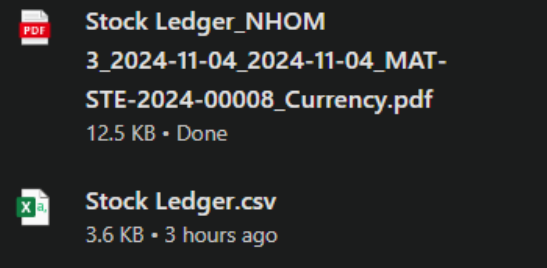 PDF
Stock Ledger_NHOM
3_2024-11-04_2024-11-04_MAT-
STE-2024-00008_Currency.pdf
12.5 KB • Done
X a,
Stock Ledger.csv
3.6 KB • 3 hours ago